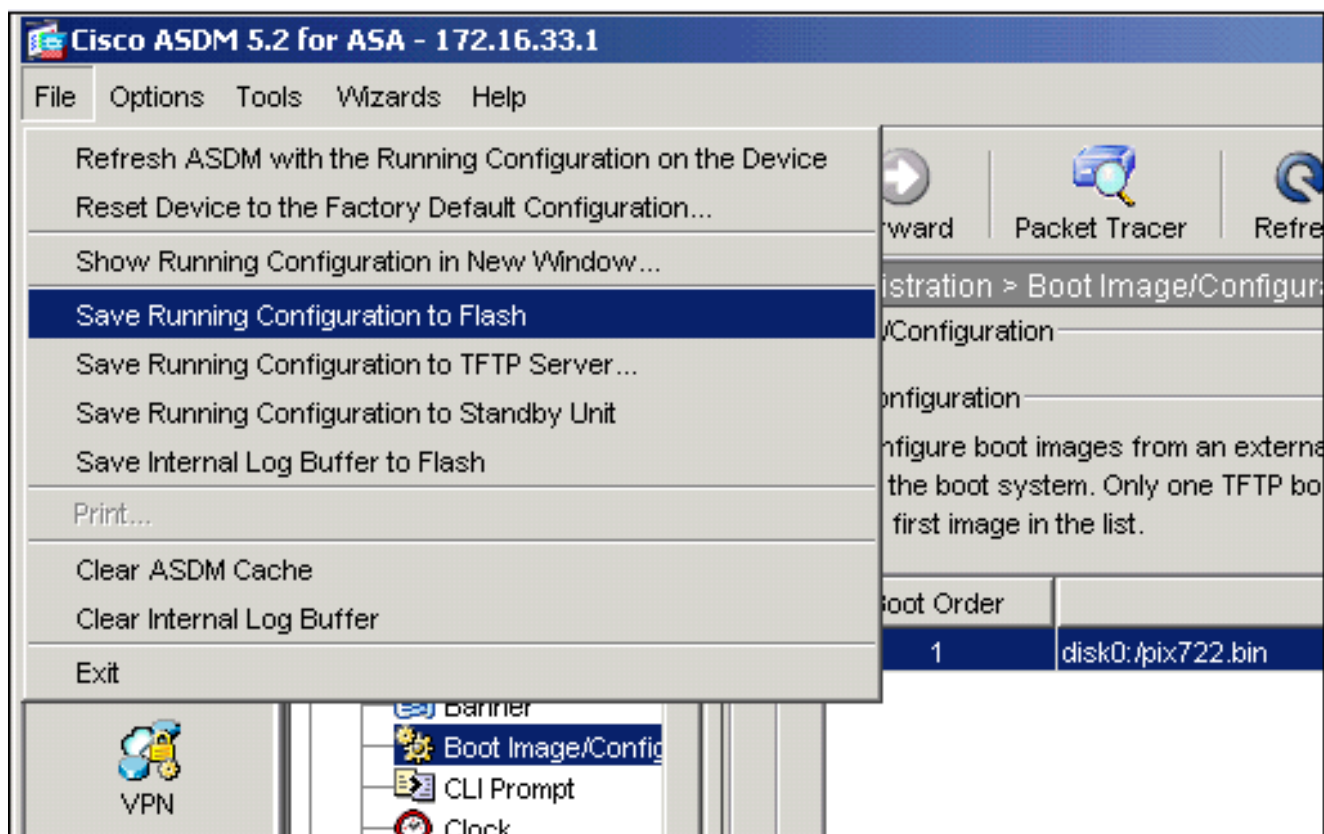 Cisco ASDM 5.2 for ASA - 172.16.33.1
File Options Tools Wizards Help
Refresh ASDM with the Running Configuration on the Device
Reset Device to the Factory Default Configuration...
Show Running Configuration in New Window...
Save Running Configuration to Flash
Save Running Configuration to TFTP Server...
Save Running Configuration to Standby Unit
Save Internal Log Buffer to Flash
Print...
Clear ASDM Cache
Clear Internal Log Buffer
Exit
rward Packet Tracer Refre
istration > Boot Image/Configur
/Configuration
onfiguration
nfigure boot images from an externa
the boot system. Only one TFTP bo
first image in the list.
Boot Order
1 disk0:/pix722.bin
Banner
Boot Image/Config
CLI Prompt
Clock
VPN